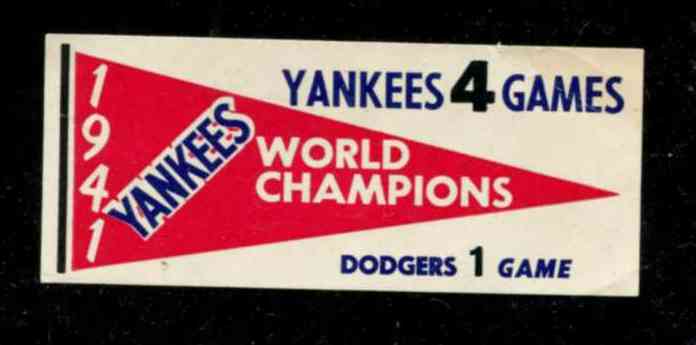 YANKEES 4 GAMES
1941
YANKEES
WORLD
CHAMPIONS
DODGERS 1 GAME